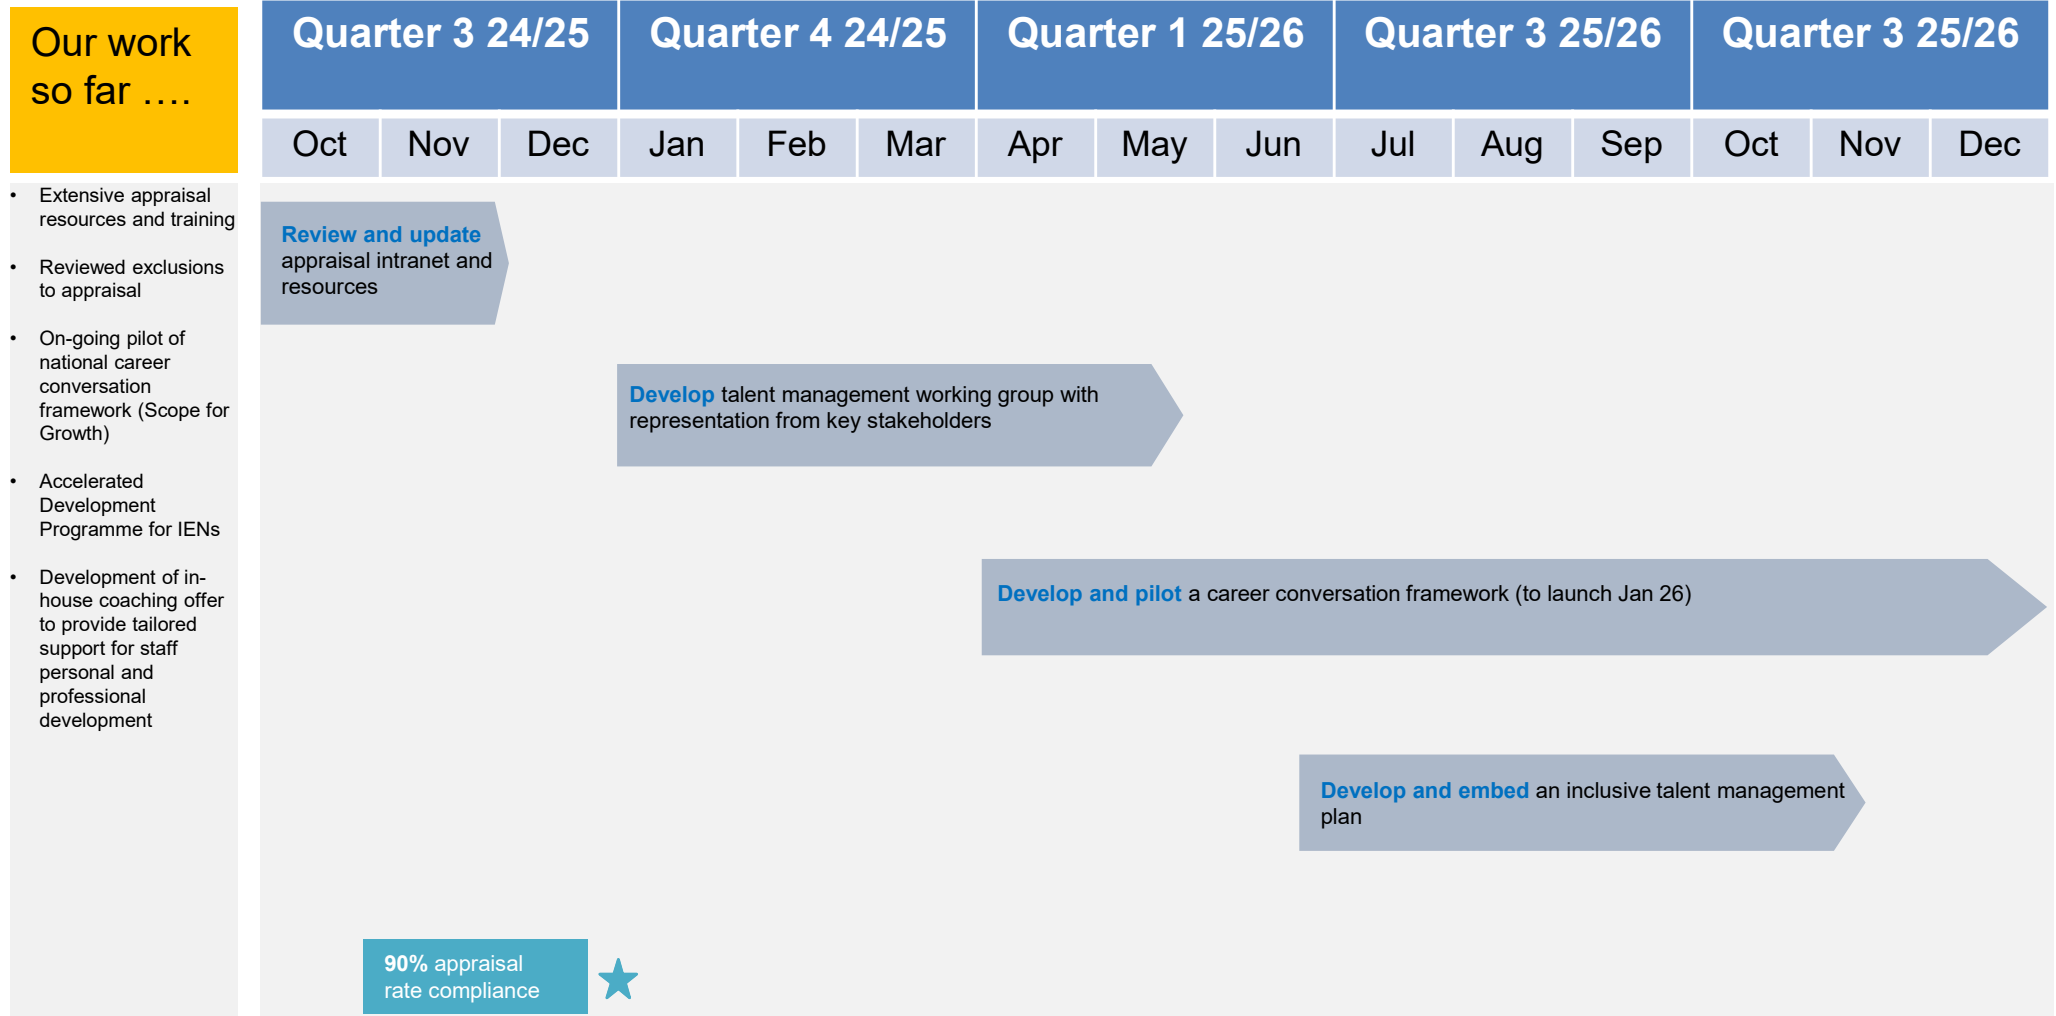 Our work
so far ....
Quarter 3 24/25
Quarter 4 24/25
Quarter 1 25/26
Quarter 3 25/26
Quarter 3 25/26
Oct
Nov
Dec
Jan
Feb
Mar
Apr
May
Jun
Jul
Aug
Sep
Oct
Nov
Dec
• Extensive appraisal
resources and training
• Reviewed exclusions
to appraisal
• On-going pilot of
national career
conversation
framework (Scope for
Growth)
• Accelerated
Development
Programme for IENs
• Development of in-
house coaching offer
to provide tailored
support for staff
personal and
professional
development
Review and update
appraisal intranet and
resources
Develop talent management working group with
representation from key stakeholders
Develop and pilot a career conversation framework (to launch Jan 26)
Develop and embed an inclusive talent management
plan
90% appraisal
rate compliance